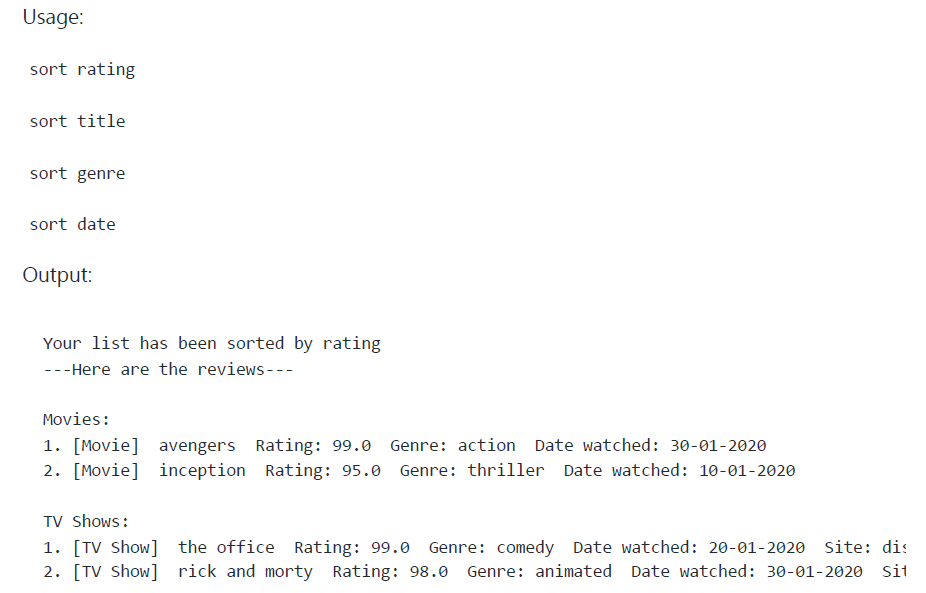 Usage:
sort rating
sort title
sort genre
sort date
Output:
Your list has been sorted by rating
---Here are the reviews---
Movies:
1. [Movie]  avengers  Rating: 99.0  Genre: action  Date watched: 30-01-2020
2. [Movie]  inception  Rating: 95.0  Genre: thriller  Date watched: 10-01-2020
TV Shows:
1. [TV Show]  the office  Rating: 99.0  Genre: comedy  Date watched: 20-01-2020  Site:
2. [TV Show]  rick and morty  Rating: 98.0  Genre: animated  Date watched: 30-01-2020